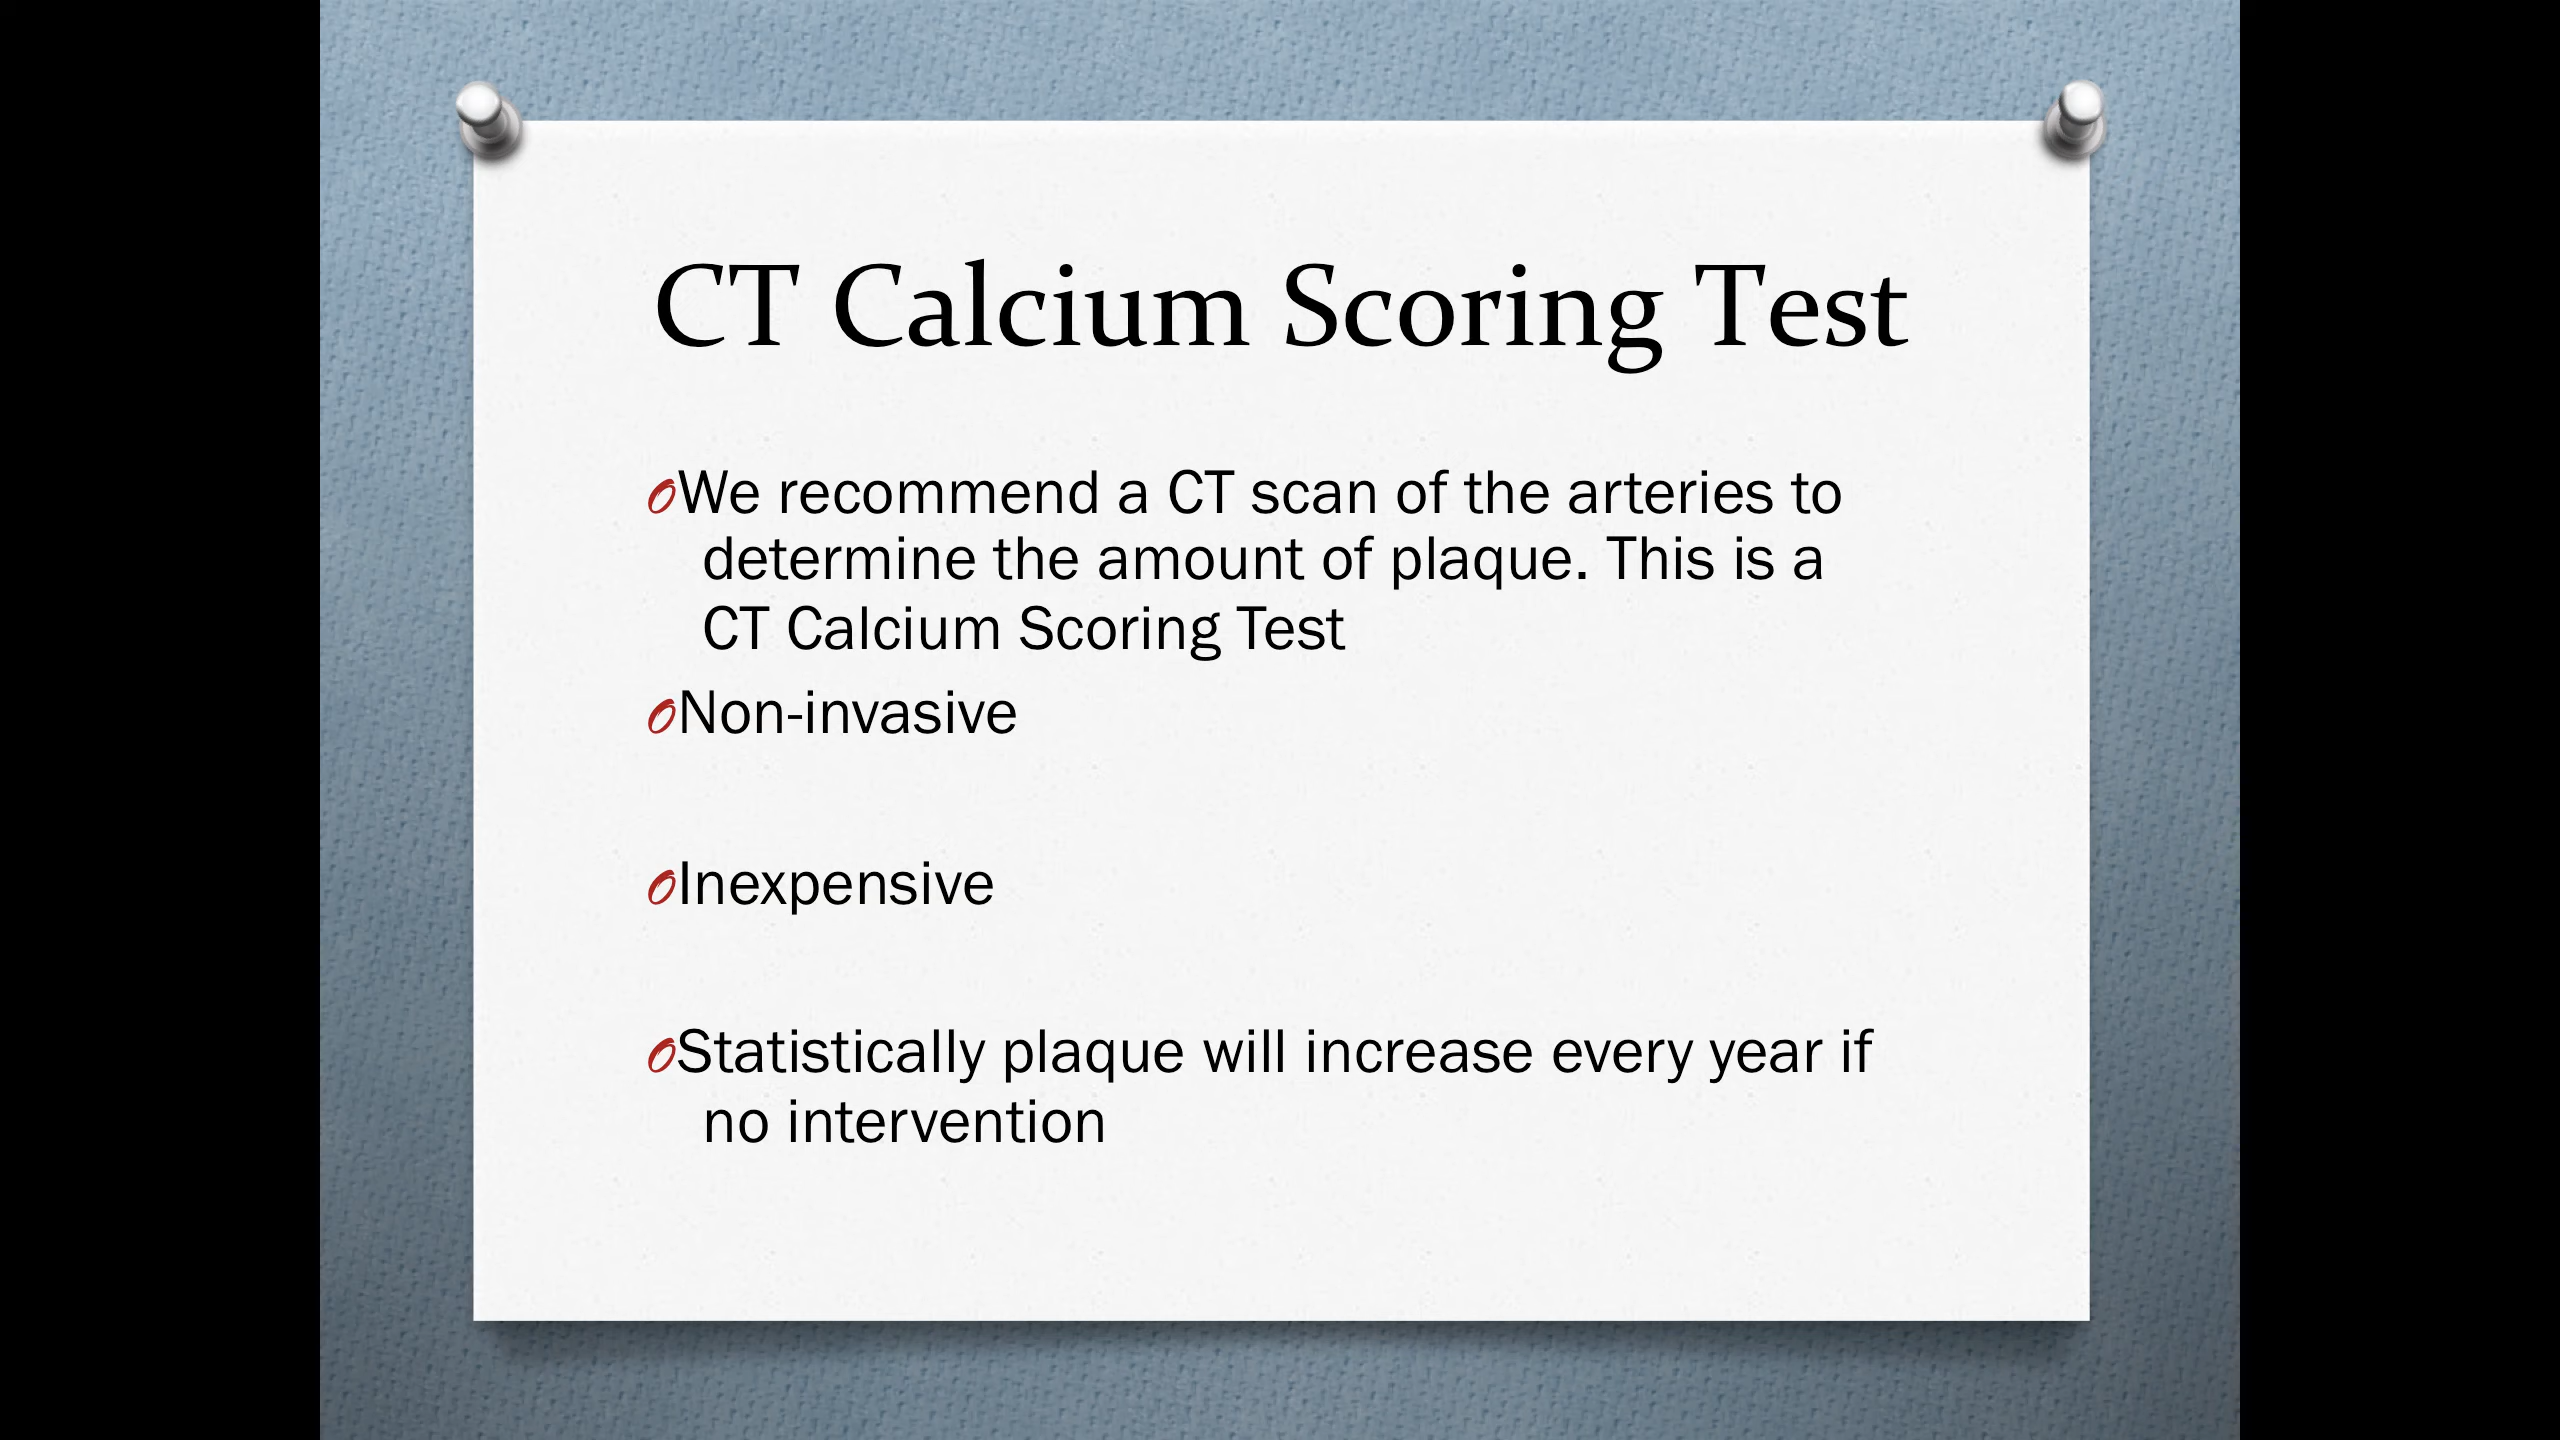 CT Calcium Scoring Test
We recommend a CT scan of the arteries to
determine the amount of plaque. This is a
CT Calcium Scoring Test
Non-invasive
Inexpensive
Statistically plaque will increase every year if
no intervention